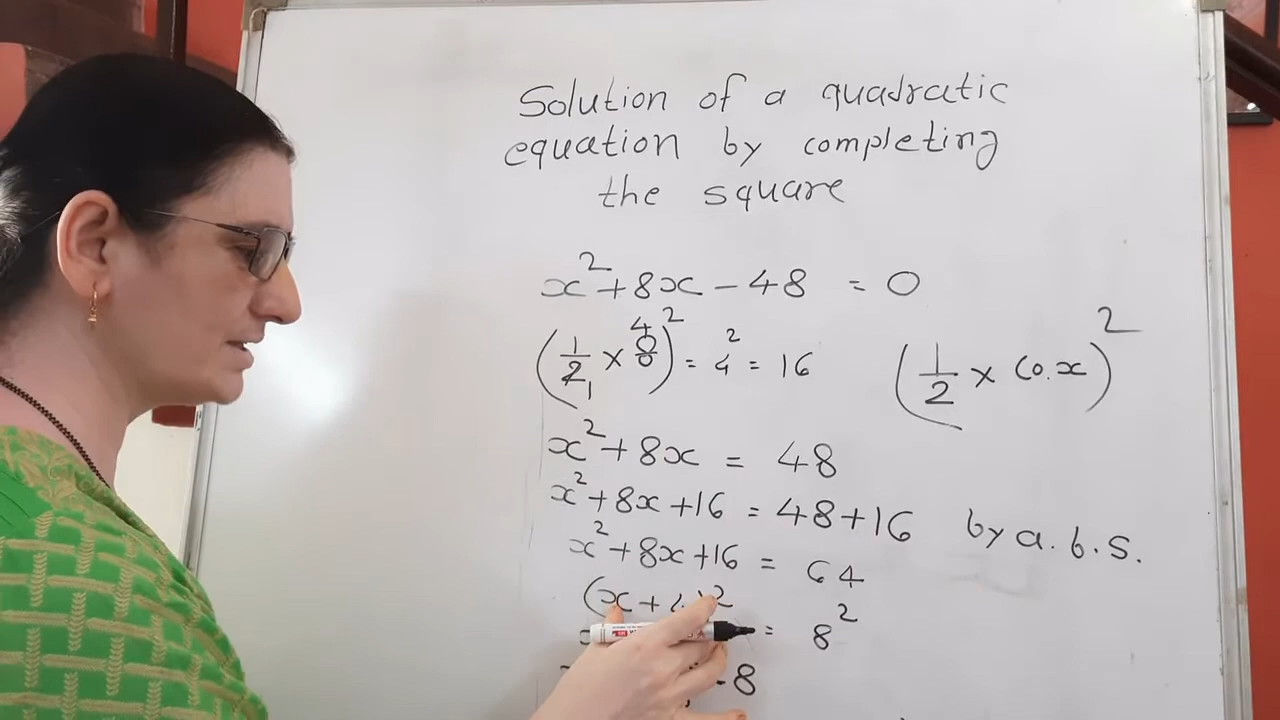 Solution of a quadratic
equation by completing
the square
x² + 8x - 48 = 0
(1/2 × 8)² = 4² = 16
4
1
(1/2 × Co.x)²
x² + 8x = 48
x² + 8x + 16 = 48 + 16 by a.b.s.
x² + 8x + 16 = 64
(x + 4)² = 8²
-8